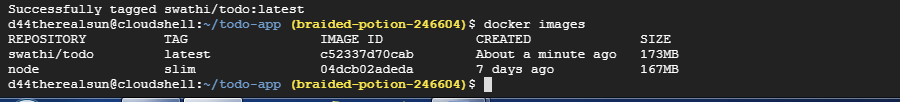 Successfully tagged swathi/todo:latest
d44therealsun@cloudshell:~/todo-app (braided-potion-246604)$ docker images
REPOSITORY TAG IMAGE ID CREATED SIZE
swathi/todo latest c52337d70cab About a minute ago 173MB
node slim 04dcb02adeda 7 days ago 167MB
d44therealsun@cloudshell:~/todo-app (braided-potion-246604)$